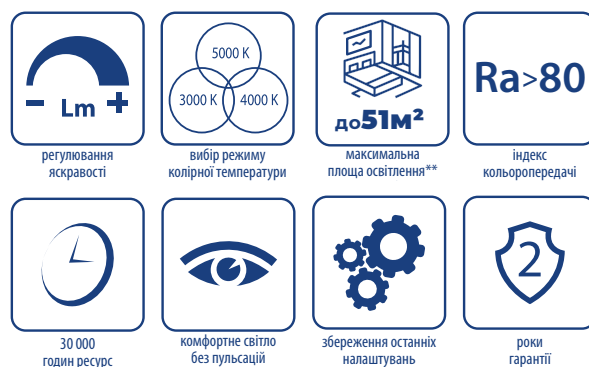 5000 K
3000 K
4000 K
- Lm +
до51м²
Ra>80
регулювання
яскравості
вибір режиму
колірної температури
максимальна
площа освітлення**
індекс
кольоропередачі
2
30 000
годин ресурс
комфортне світло
без пульсацій
збереження останніх
налаштувань
роки
гарантії